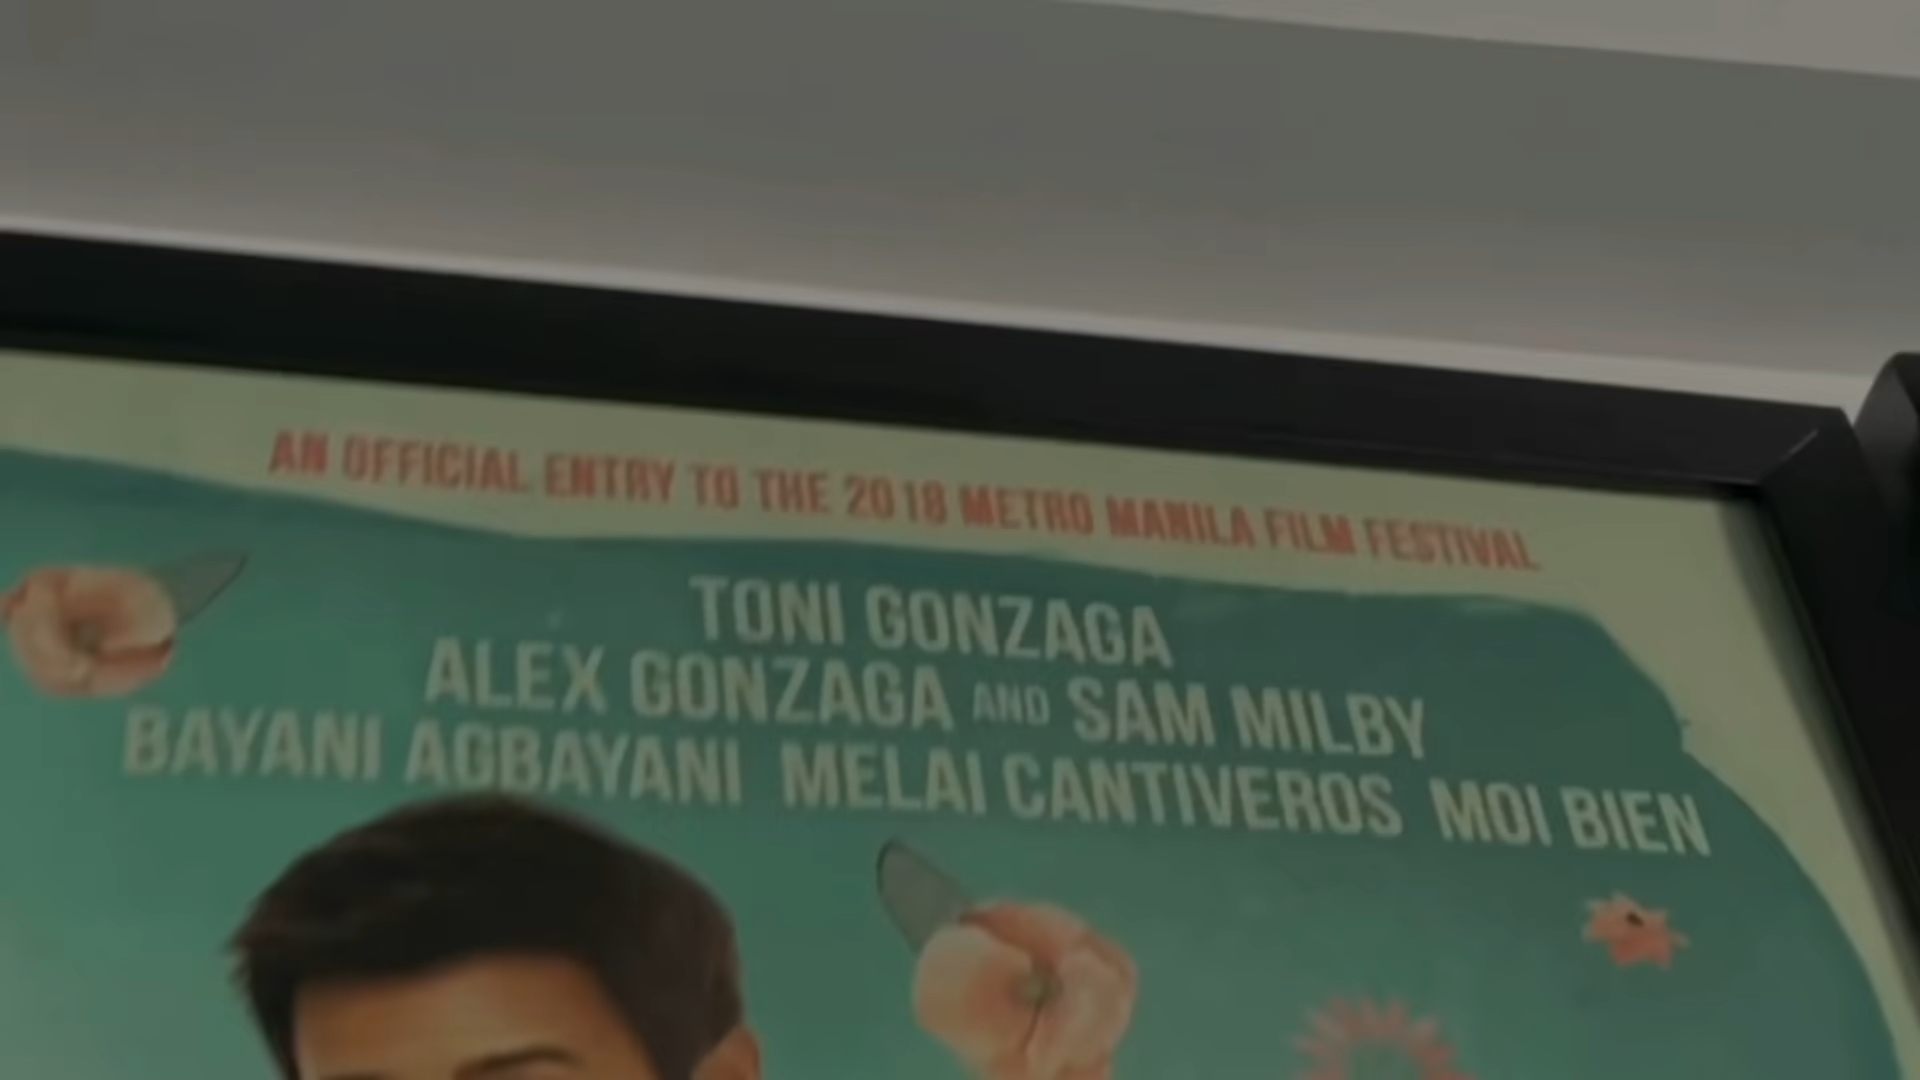 AN OFFICIAL ENTRY TO THE 2018 METRO MANILA FILM FESTIVAL
TONI GONZAGA
ALEX GONZAGA AND SAM MILBY
BAYANI AGBAYANI MELAI CANTIVEROS MOI BIEN